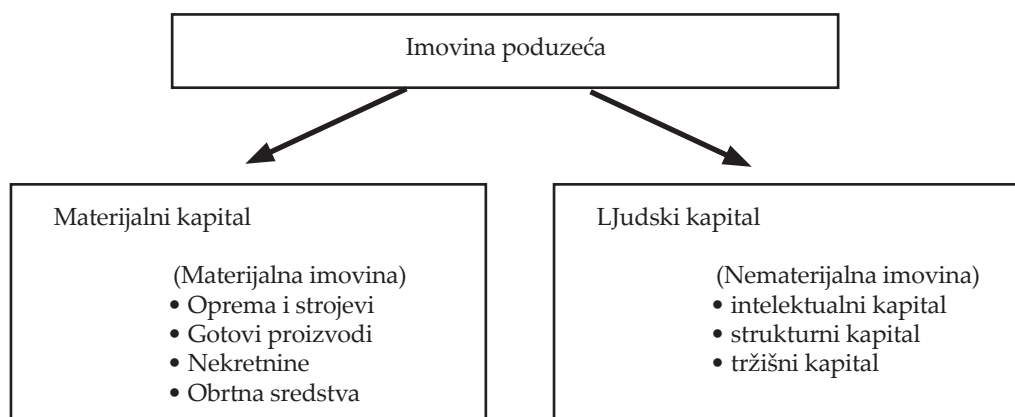 Imovina poduzeća
Materijalni kapital
(Materijalna imovina)
• Oprema i strojevi
• Gotovi proizvodi
• Nekretnine
• Obrtna sredstva
LJudski kapital
(Nematerijalna imovina)
• intelektualni kapital
• strukturni kapital
• tržišni kapital